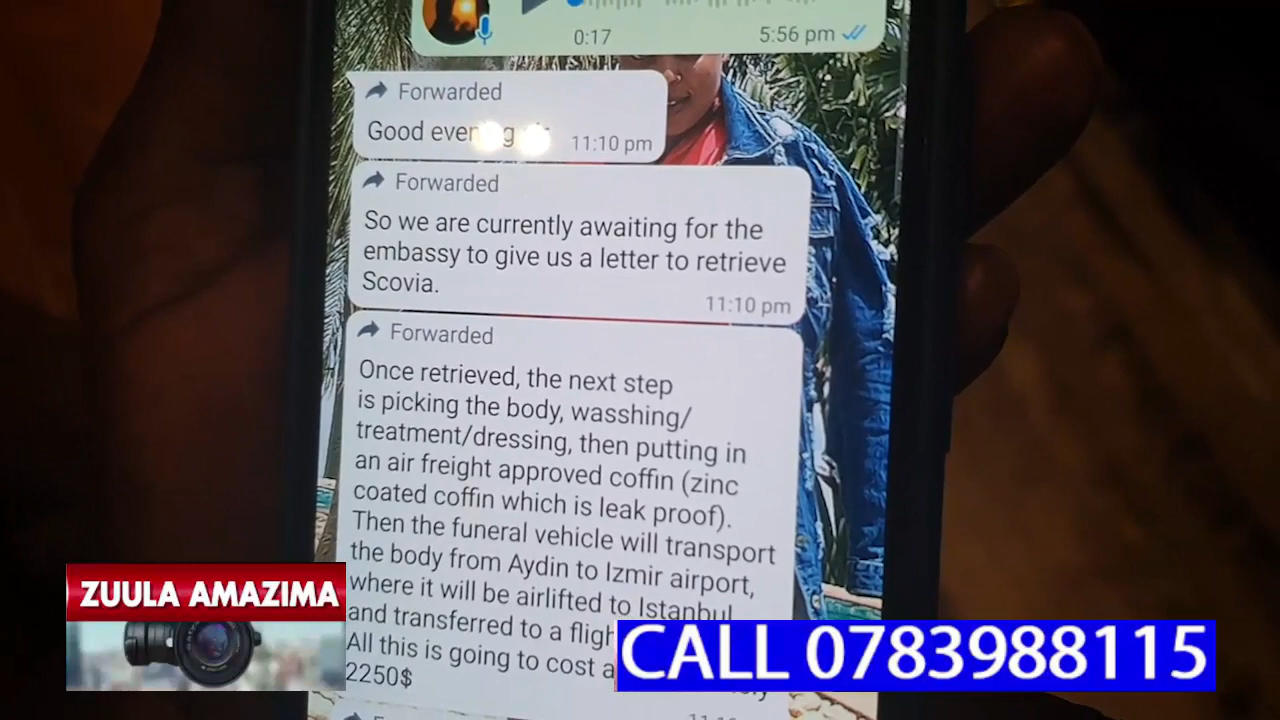 0:17
5:56 pm
Forwarded
Good evening
11:10 pm
Forwarded
So we are currently awaiting for the
embassy to give us a letter to retrieve
Scovia.
11:10 pm
Forwarded
Once retrieved, the next step
is picking the body, wasshing/
treatment/dressing, then putting in
an air freight approved coffin (zinc
coated coffin which is leak proof).
Then the funeral vehicle will transport
the body from Aydin to Izmir airport,
where it will be airlifted to Istanbul
and transferred to a
All this is going to cost
2250$
ZUULA AMAZIMA
CALL 0783988115